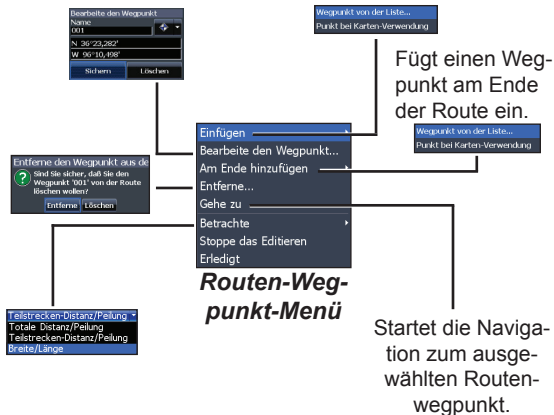 Bearbeite den Wegpunkt
Name
001
N 36°23,282'
W 96°10,498'
Sichern Löschen
Wegpunkt von der Liste...
Punkt bei Karten-Verwendung
Fügt einen Weg-
punkt am Ende
der Route ein.
Wegpunkt von der Liste...
Punkt bei Karten-Verwendung
Einfügen
Bearbeite den Wegpunkt...
Am Ende hinzufügen
Entferne...
Gehe zu
Betrachte
Stoppe das Editieren
Erledigt
Entferne den Wegpunkt aus de
Sind Sie sicher, daß Sie den
Wegpunkt '001' von der Route
löschen wollen?
Entferne Löschen
Routen-Weg-
punkt-Menü
Teilstrecken-Distanz/Peilung
Totale Distanz/Peilung
Teilstrecken-Distanz/Peilung
Breite/Länge
Startet die Naviga-
tion zum ausge-
wählten Routen-
wegpunkt.